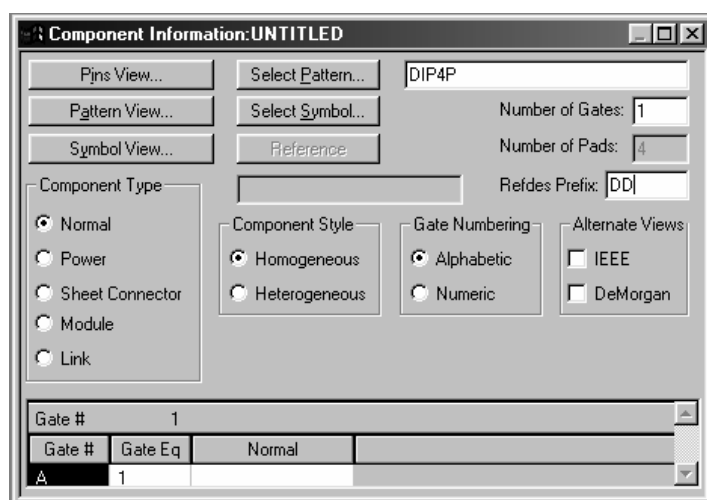 Component Information:UNTITLED
Pins View... Select Pattern... DIP4P
Pattern View... Select Symbol... Number of Gates: 1
Symbol View... Reference Number of Pads: 4
Component Type Refdes Prefix: DD
Normal Component Style Gate Numbering Alternate Views
Power Homogeneous Alphabetic IEEE
Sheet Connector Heterogeneous Numeric DeMorgan
Module
Link
Gate # 1
Gate # Gate Eq Normal
A 1